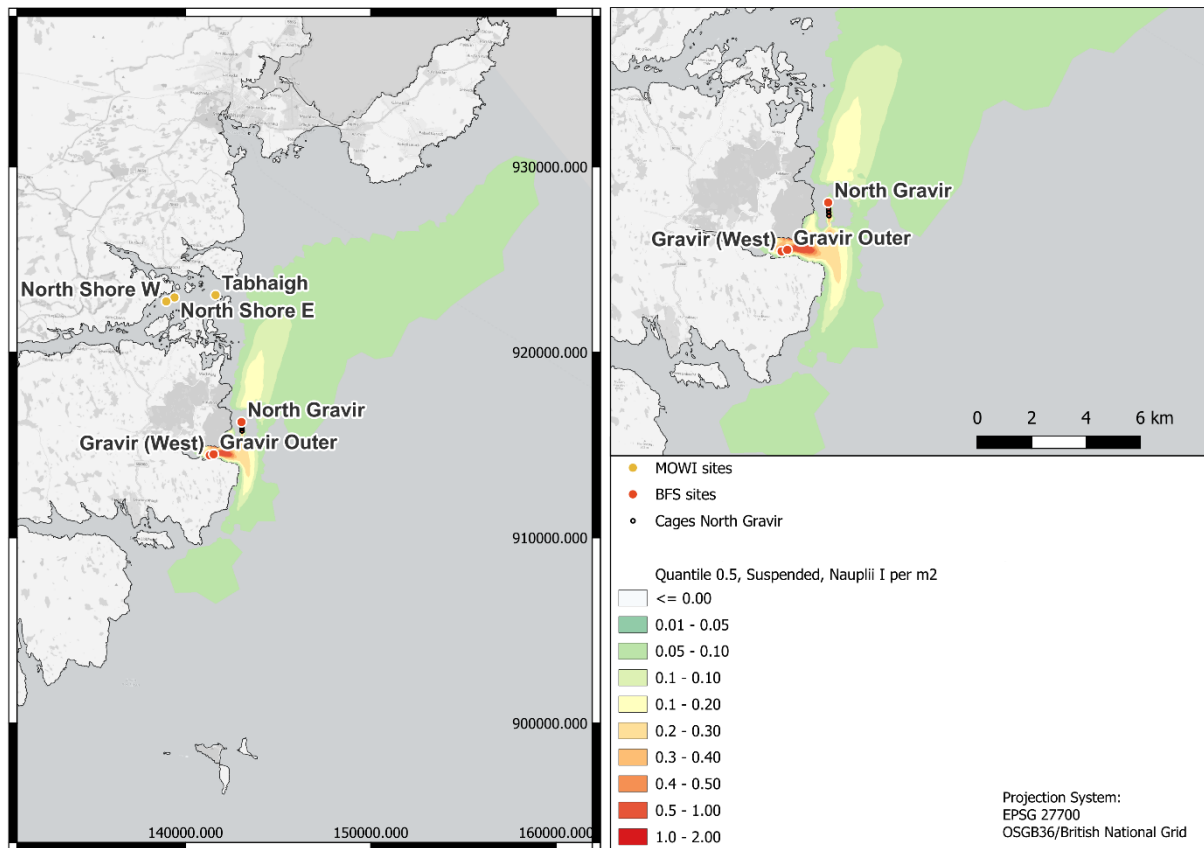 930000.000
North Shore W
Tabhaigh
North Shore E
920000.000
North Gravir
Gravir (West)
Gravir Outer
910000.000
900000.000
140000.000
150000.000
160000.000
North Gravir
Gravir (West)
Gravir Outer
0 2 4 6 km
MOWI sites
BFS sites
Cages North Gravir
Quantile 0.5, Suspended, Nauplii I per m2
<= 0.00
0.01 - 0.05
0.05 - 0.10
0.1 - 0.10
0.1 - 0.20
0.2 - 0.30
0.3 - 0.40
0.4 - 0.50
0.5 - 1.00
1.0 - 2.00
Projection System:
EPSG 27700
OSGB36/British National Grid